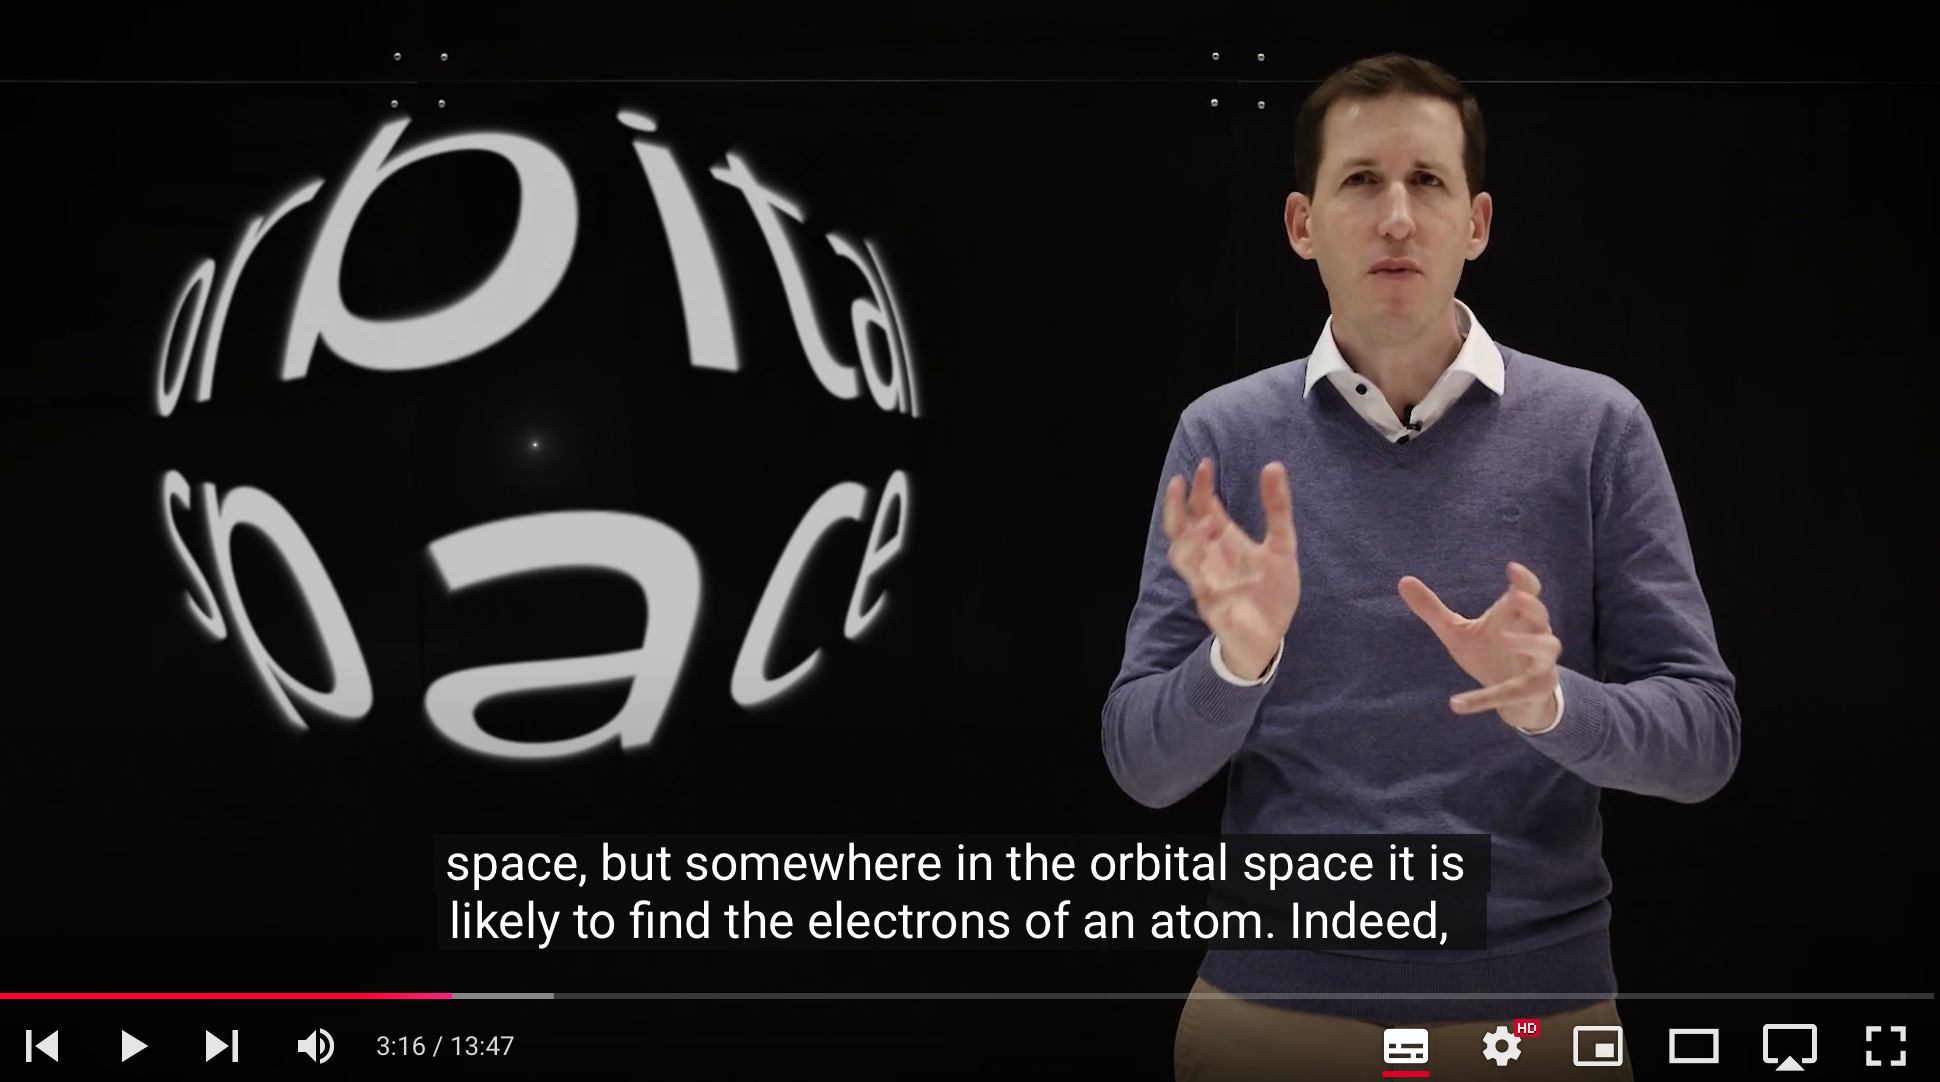 orbital
space
space, but somewhere in the orbital space it is
likely to find the electrons of an atom. Indeed,
3:16 / 13:47
HD